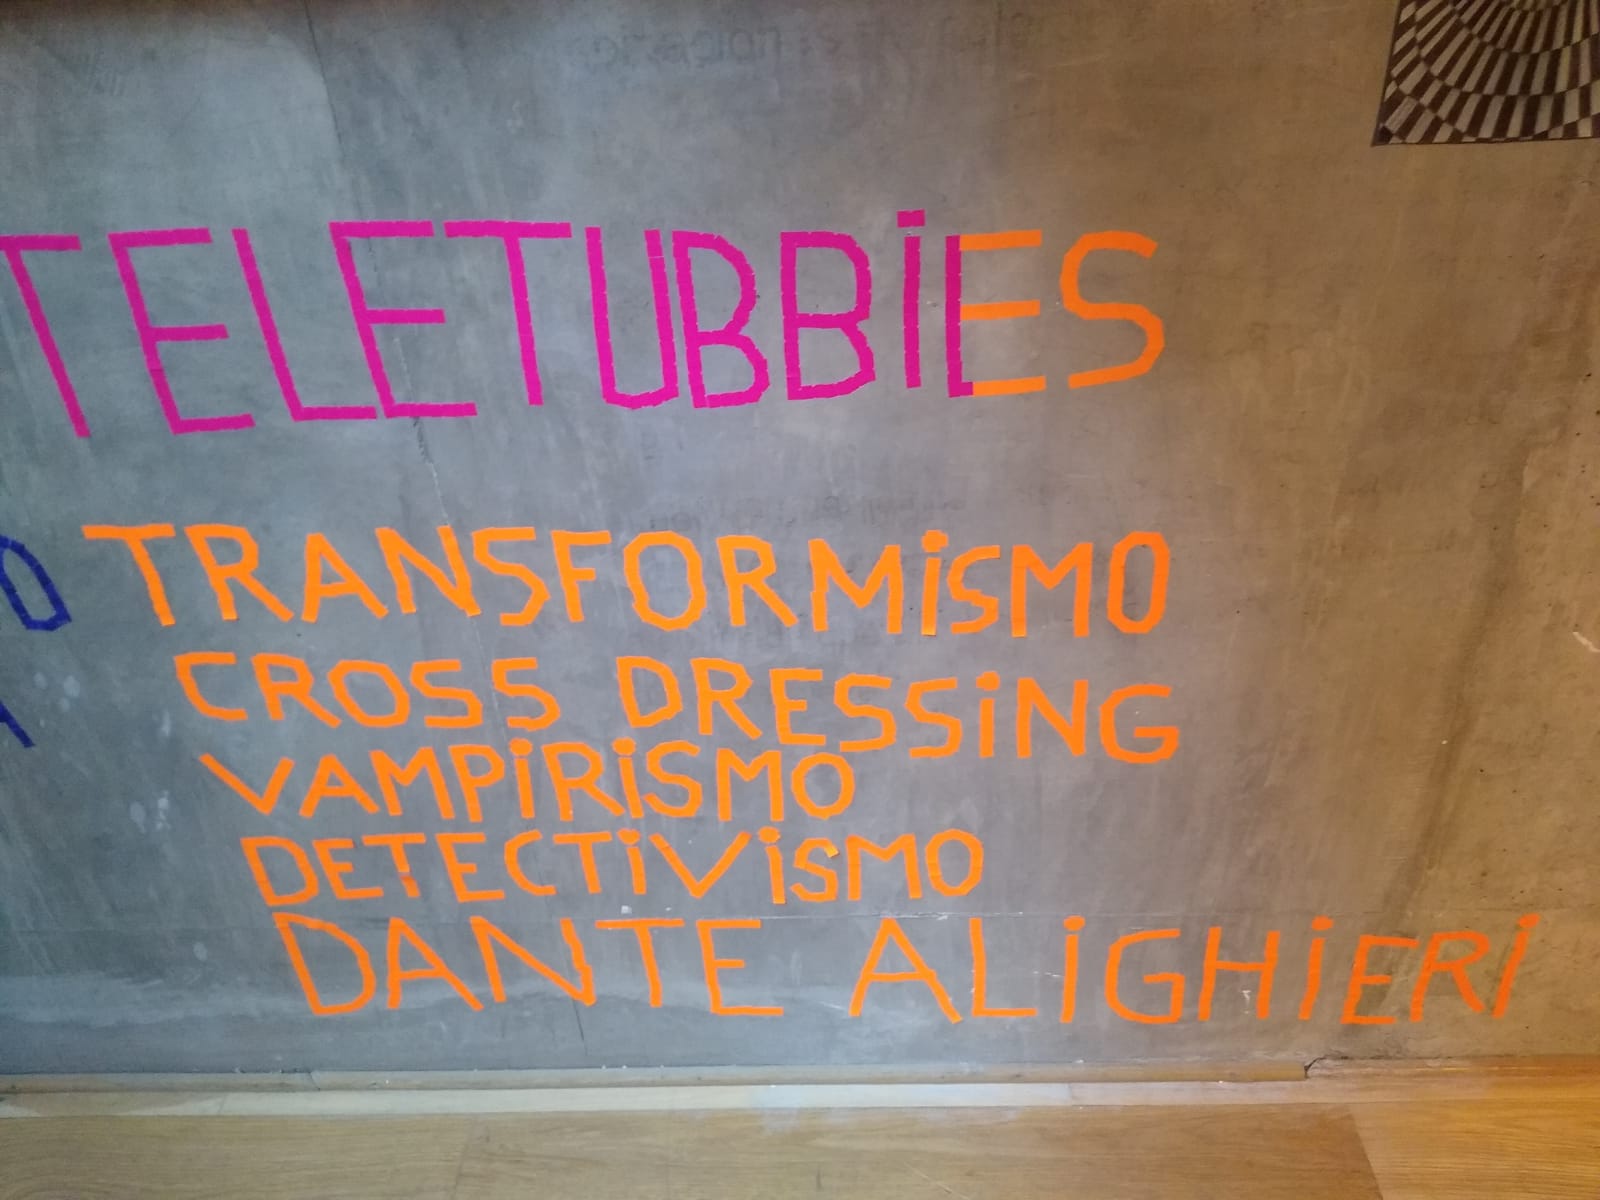 TELETUBBiES
TRANSFORMiSMO
CROSS DRESSiNG
VAMPiRiSMO
DETECTiViSMO
DANTE ALiGHiERi